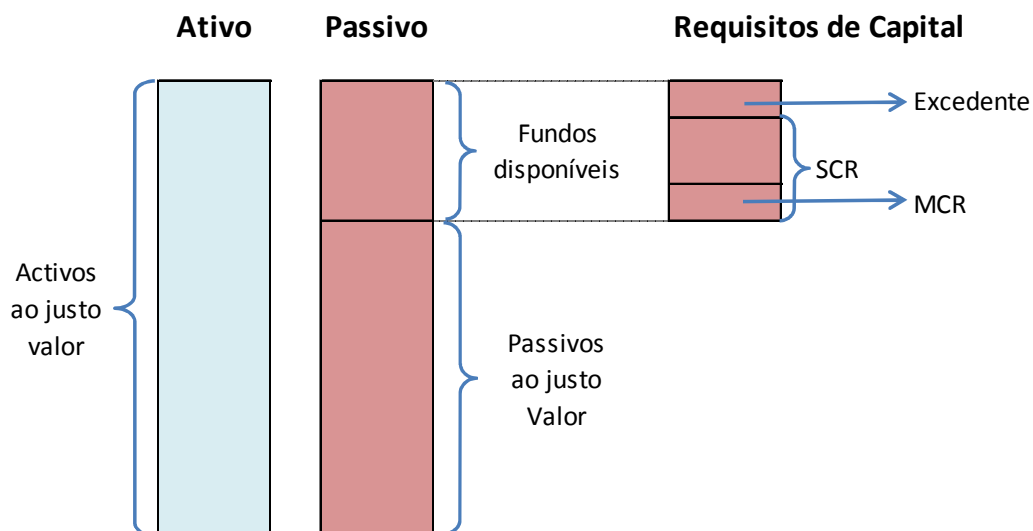 Ativo
Passivo
Requisitos de Capital
Excedente
Fundos
disponíveis
SCR
MCR
Activos
ao justo
valor
Passivos
ao justo
Valor